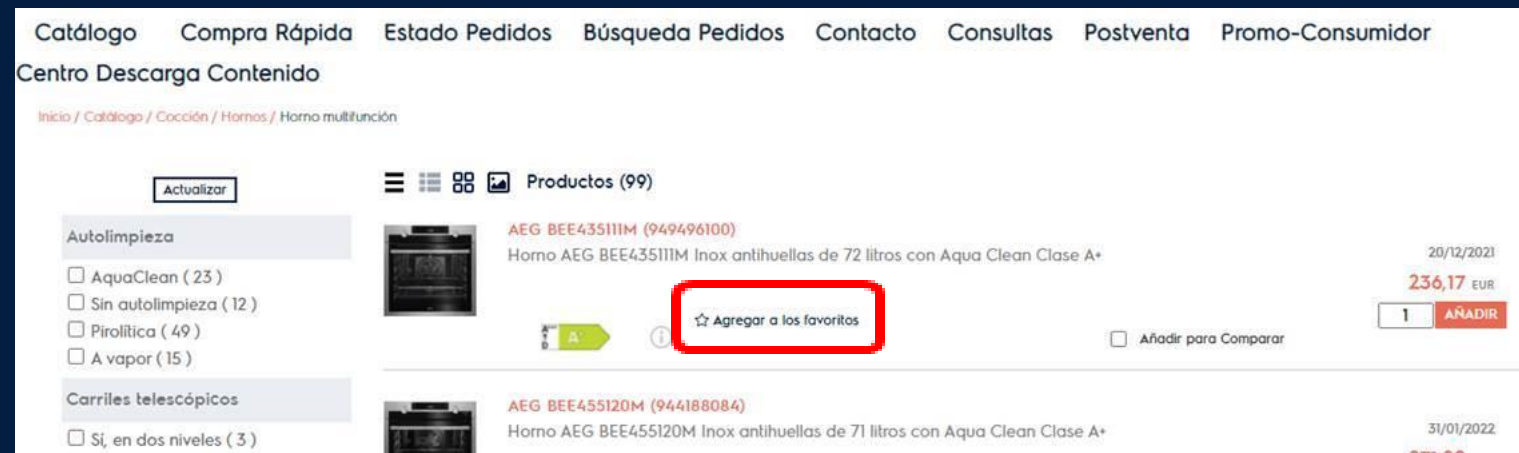 Catálogo Compra Rápida Estado Pedidos Búsqueda Pedidos Contacto Consultas Postventa Promo-Consumidor
Centro Descarga Contenido
Inicio / Catálogo / Cocción / Hornos / Horno multifunción
Actualizar
Productos (99)
Autolimpieza
AquaClean ( 23 )
Sin autolimpieza ( 12 )
Pirolítica ( 49 )
A vapor ( 15 )
Carriles telescópicos
Sí, en dos niveles ( 3 )
AEG BEE435111M (949496100)
Horno AEG BEE435111M Inox antihuellas de 72 litros con Aqua Clean Clase A+
20/12/2021
236,17 EUR
1 AÑADIR
A+
Agregar a los favoritos
Añadir para Comparar
AEG BEE455120M (944188084)
Horno AEG BEE455120M Inox antihuellas de 71 litros con Aqua Clean Clase A+
31/01/2022